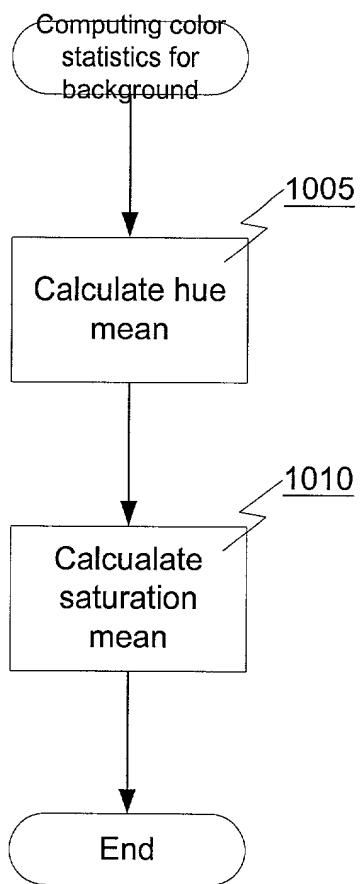 Computing color
statistics for
background
1005
Calculate hue
mean
1010
Calcualate
saturation
mean
End